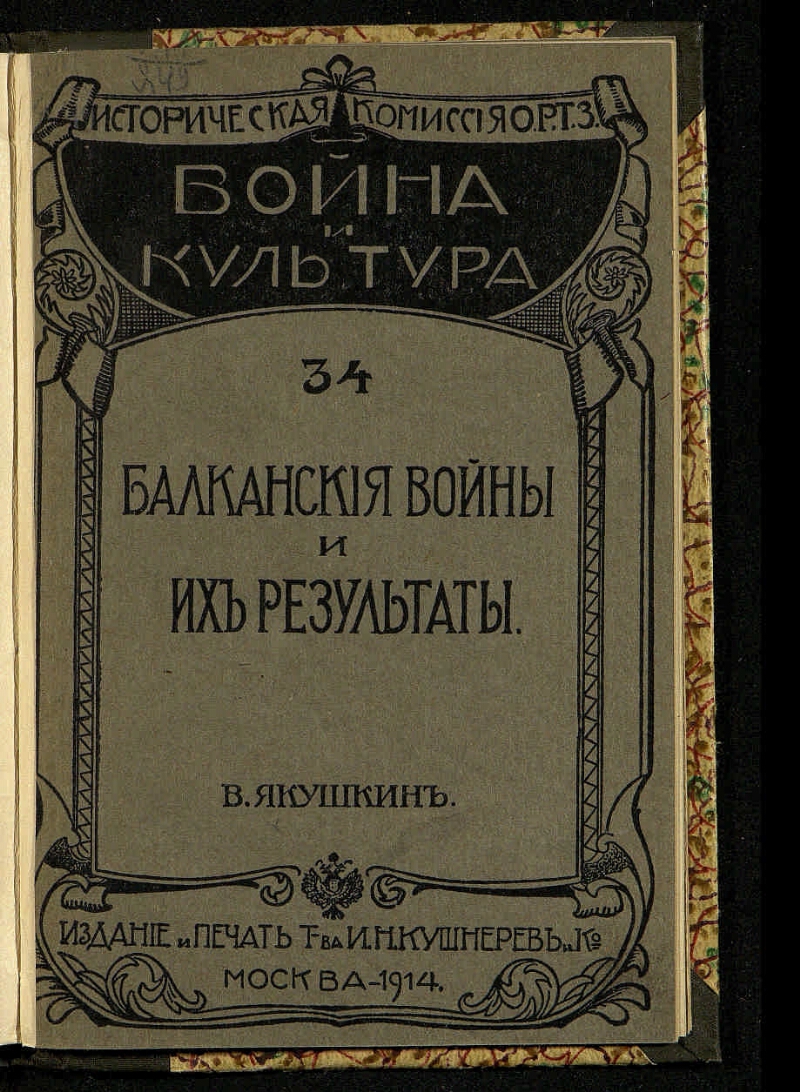 ИСТОРИЧЕСКАЯ КОМИССІЯ О.Р.Т.З.
ВОЙНА
и
КУЛЬТУРА
34
БАЛКАНСКІЯ ВОЙНЫ
И
ИХЪ РЕЗУЛЬТАТЫ.
В. ЯКУШКИНЪ.
ИЗДАНІЕ и ПЕЧАТЬ Т-ВА И.Н.КУШНЕРЕВЪ и Ко
МОСКВА-1914.